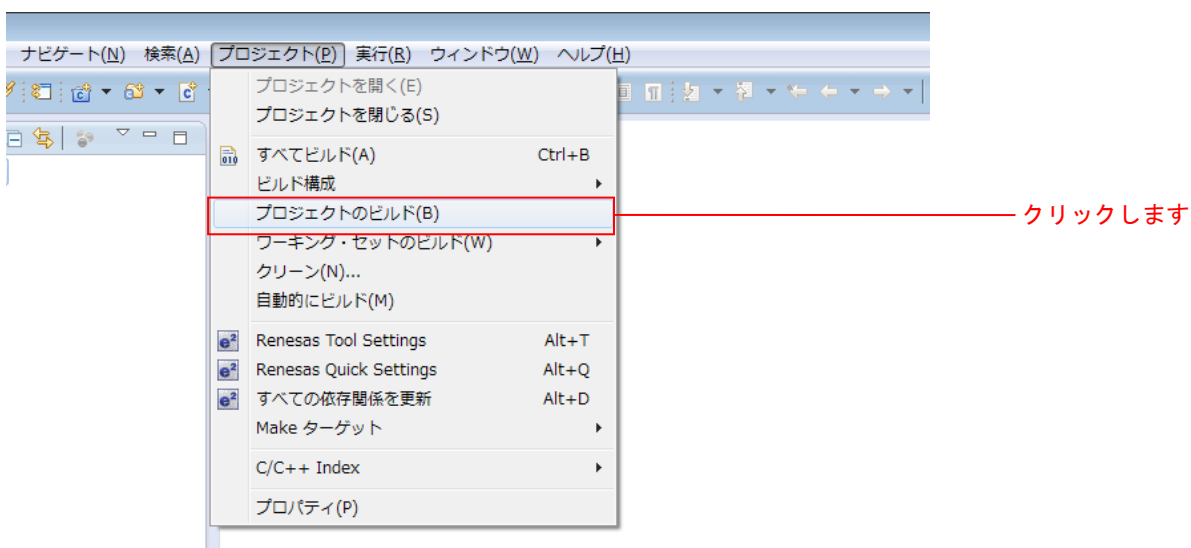 ナビゲート(N) 検索(A) プロジェクト(P) 実行(R) ウィンドウ(W) ヘルプ(H)
プロジェクトを開く(E)
プロジェクトを閉じる(S)
すべてビルド(A) Ctrl+B
ビルド構成
プロジェクトのビルド(B) クリックします
ワーキング・セットのビルド(W)
クリーン(N)...
自動的にビルド(M)
Renesas Tool Settings Alt+T
Renesas Quick Settings Alt+Q
すべての依存関係を更新 Alt+D
Make ターゲット
C/C++ Index
プロパティ(P)